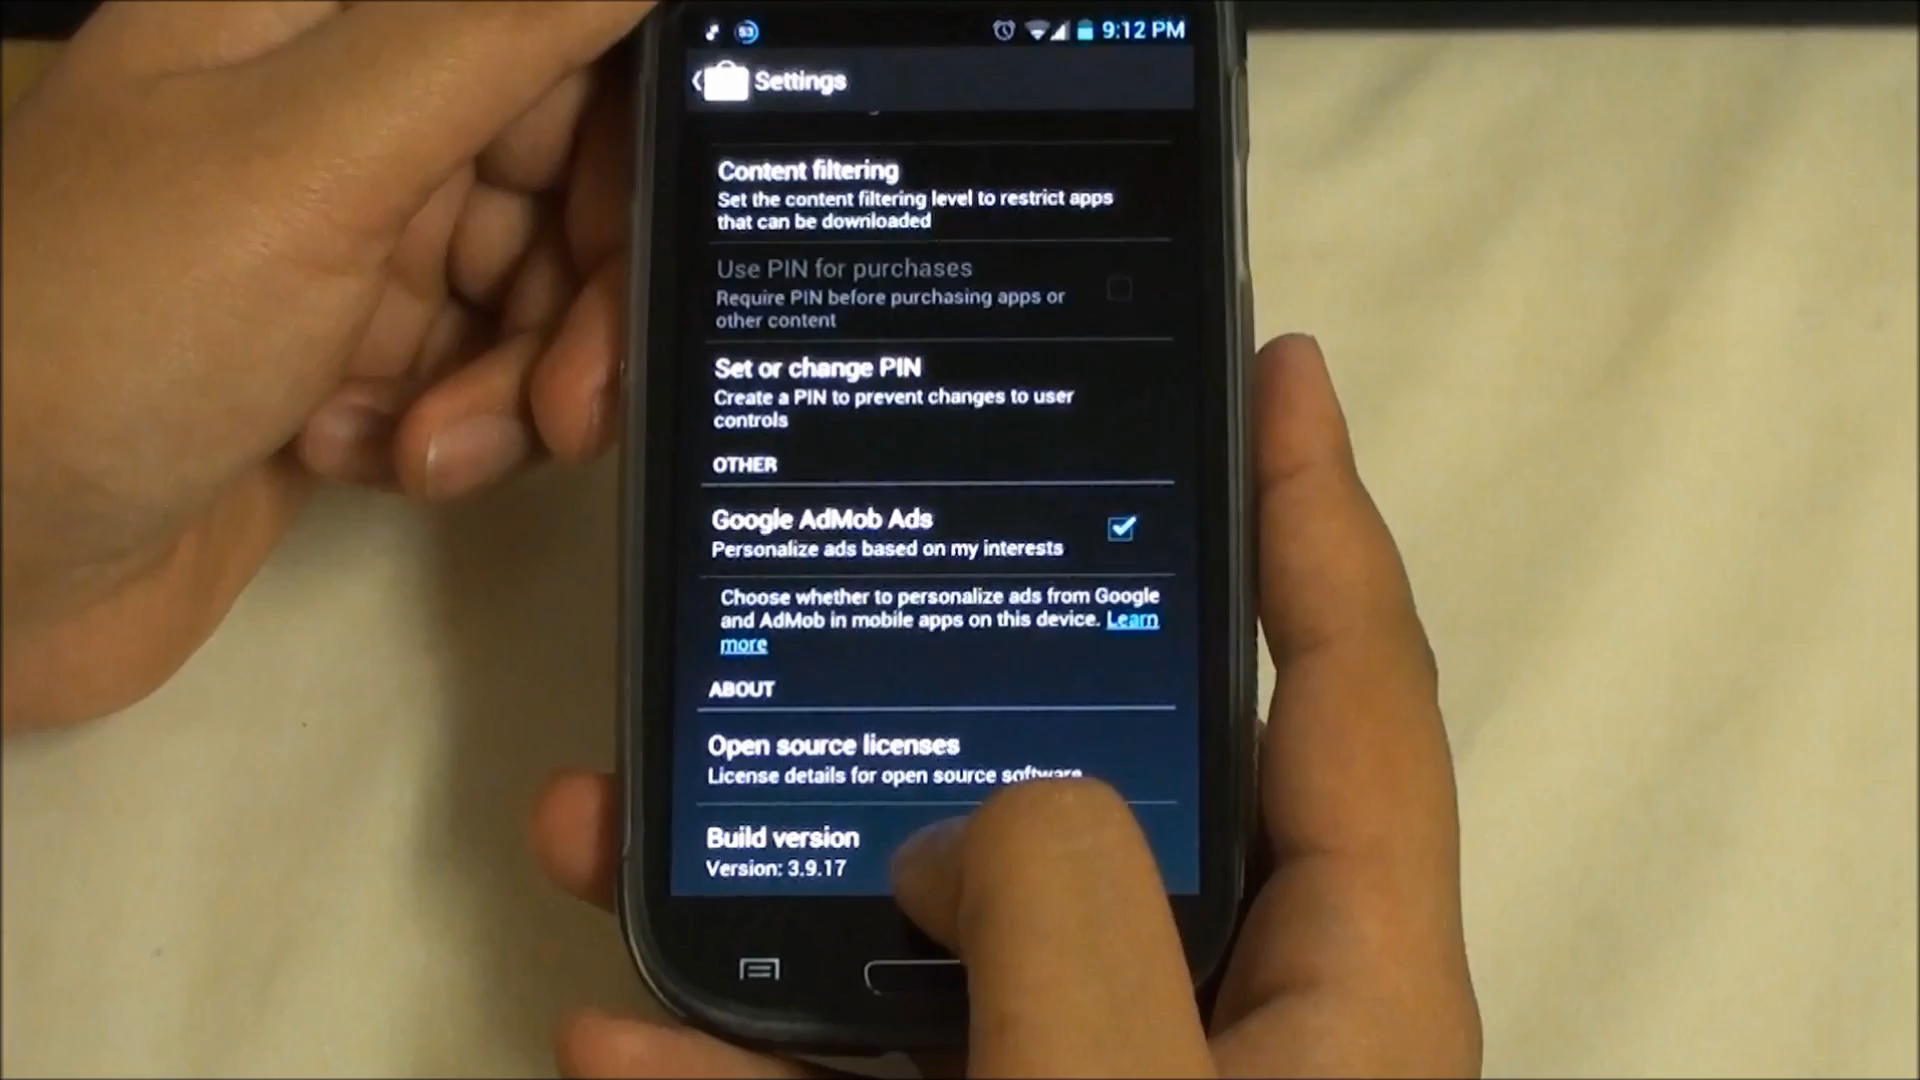 53 9:12 PM
Settings
Content filtering
Set the content filtering level to restrict apps
that can be downloaded
Use PIN for purchases
Require PIN before purchasing apps or
other content
Set or change PIN
Create a PIN to prevent changes to user
controls
OTHER
Google AdMob Ads
Personalize ads based on my interests
Choose whether to personalize ads from Google
and AdMob in mobile apps on this device. Learn
more
ABOUT
Open source licenses
License details for open source software
Build version
Version: 3.9.17